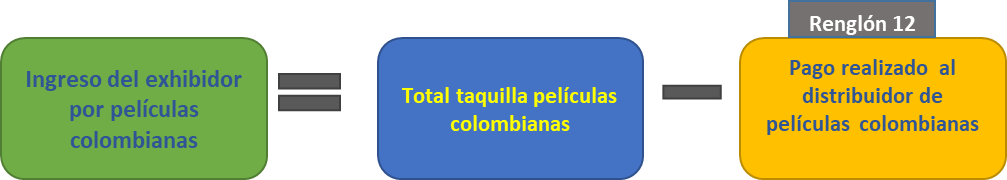 Ingreso del exhibidor
por películas
colombianas
Total taquilla películas
colombianas
Renglón 12
Pago realizado al
distribuidor de
películas colombianas